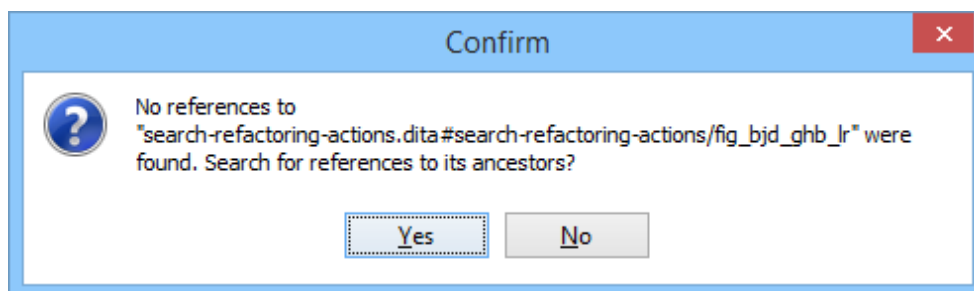 Confirm
No references to
"search-refactoring-actions.dita#search-refactoring-actions/fig_bjd_ghb_lr" were
found. Search for references to its ancestors?
Yes
No